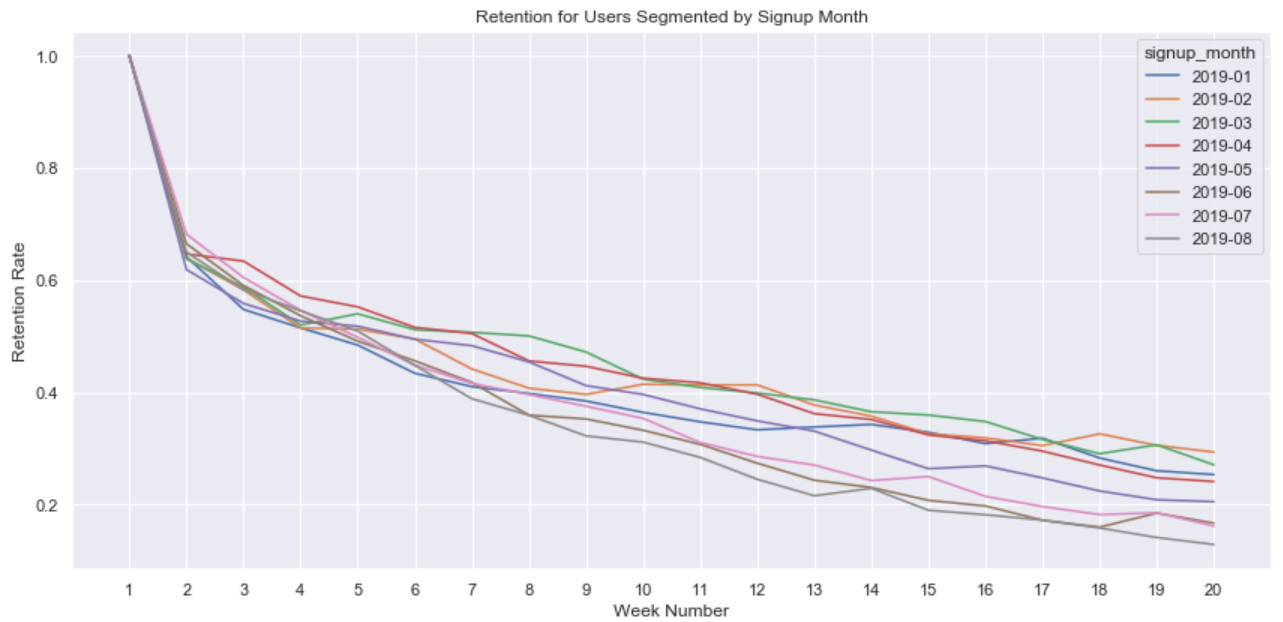 Retention for Users Segmented by Signup Month
Retention Rate
1.0
0.8
0.6
0.4
0.2
signup_month
2019-01
2019-02
2019-03
2019-04
2019-05
2019-06
2019-07
2019-08
1 2 3 4 5 6 7 8 9 10 11 12 13 14 15 16 17 18 19 20
Week Number